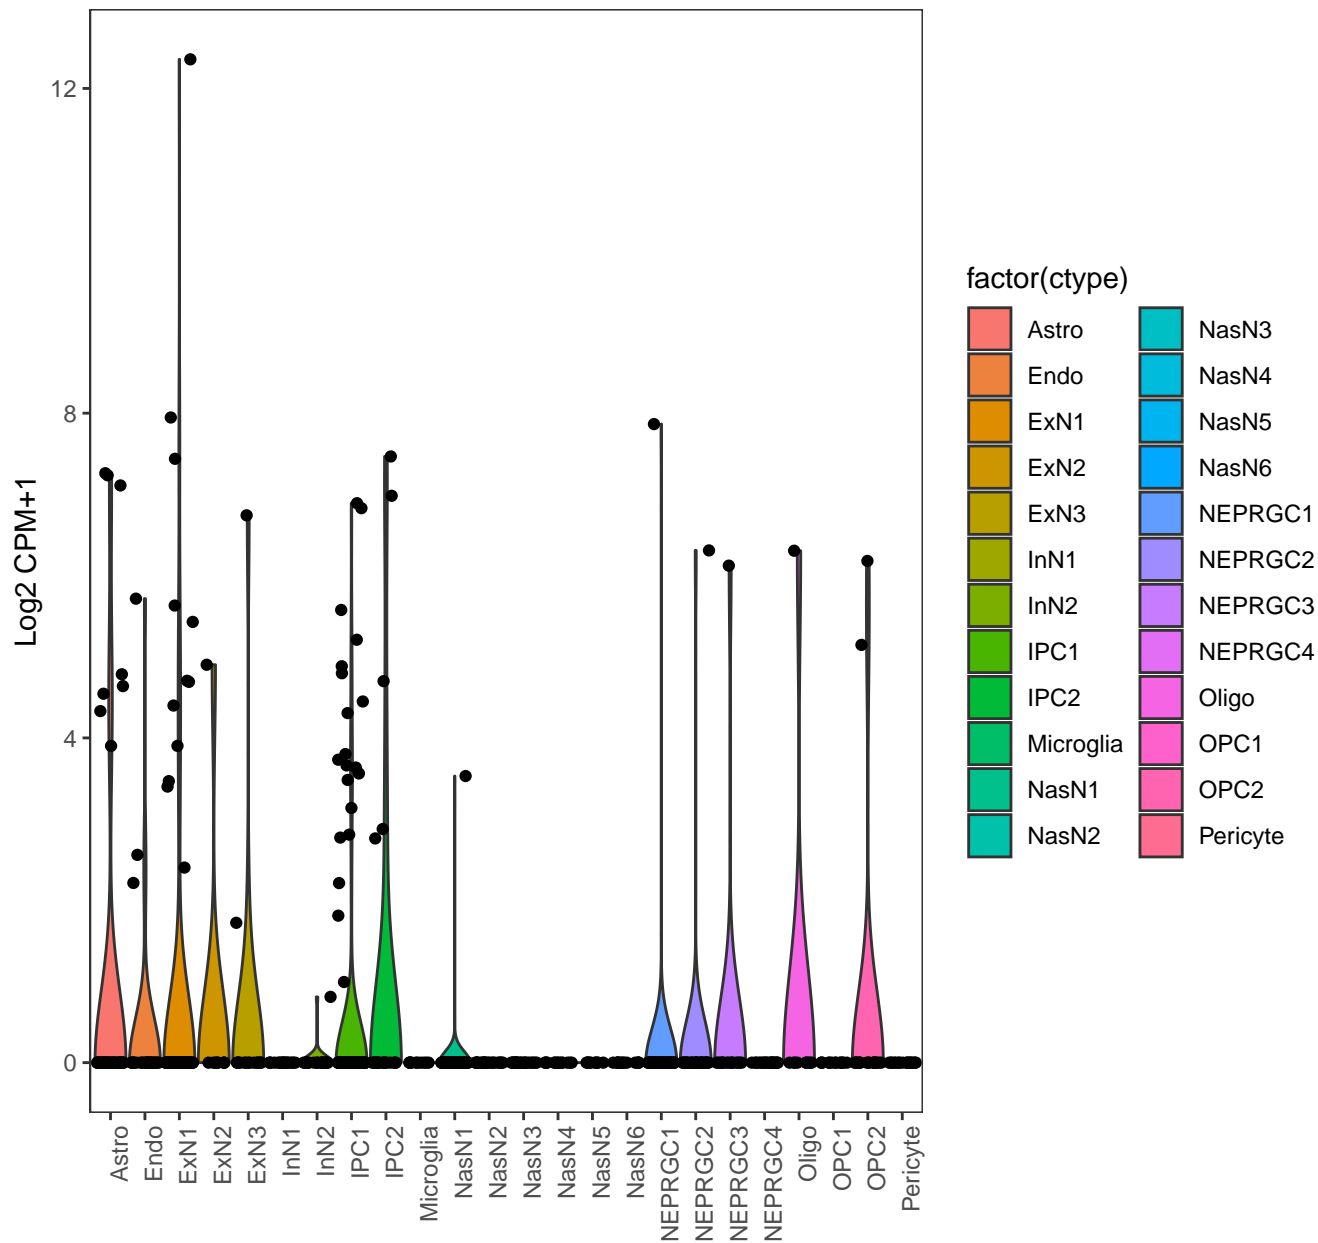 12
8
4
0
Log2 CPM+1
Astro
Endo
ExN1
ExN2
ExN3
InN1
InN2
IPC1
IPC2
Microglia
NasN1
NasN2
NasN3
NasN4
NasN5
NasN6
NEPRGC1
NEPRGC2
NEPRGC3
NEPRGC4
Oligo
OPC1
OPC2
Pericyte
factor(ctype)
Astro
Endo
ExN1
ExN2
ExN3
InN1
InN2
IPC1
IPC2
Microglia
NasN1
NasN2
NasN3
NasN4
NasN5
NasN6
NEPRGC1
NEPRGC2
NEPRGC3
NEPRGC4
Oligo
OPC1
OPC2
Pericyte